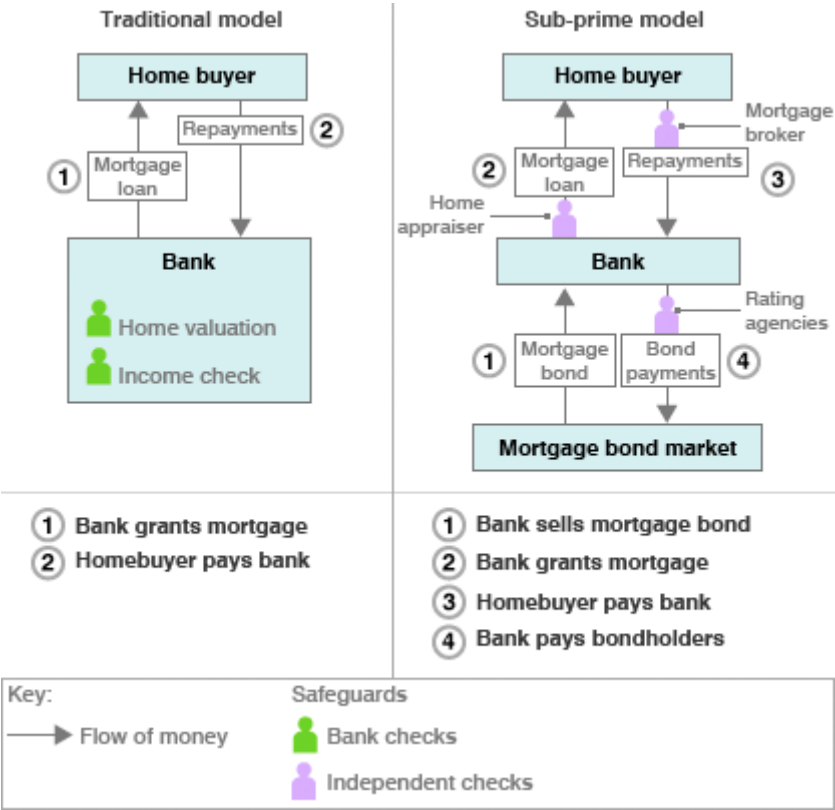 Traditional model
Home buyer
Repayments
2
1
Mortgage
loan
Bank
Home valuation
Income check
Sub-prime model
Home buyer
Mortgage
broker
2
Mortgage
loan
Repayments
3
Home
appraiser
Bank
Rating
agencies
1
Mortgage
bond
Bond
payments
4
Mortgage bond market
1 Bank grants mortgage
2 Homebuyer pays bank
1 Bank sells mortgage bond
2 Bank grants mortgage
3 Homebuyer pays bank
4 Bank pays bondholders
Key:
Flow of money
Safeguards
Bank checks
Independent checks